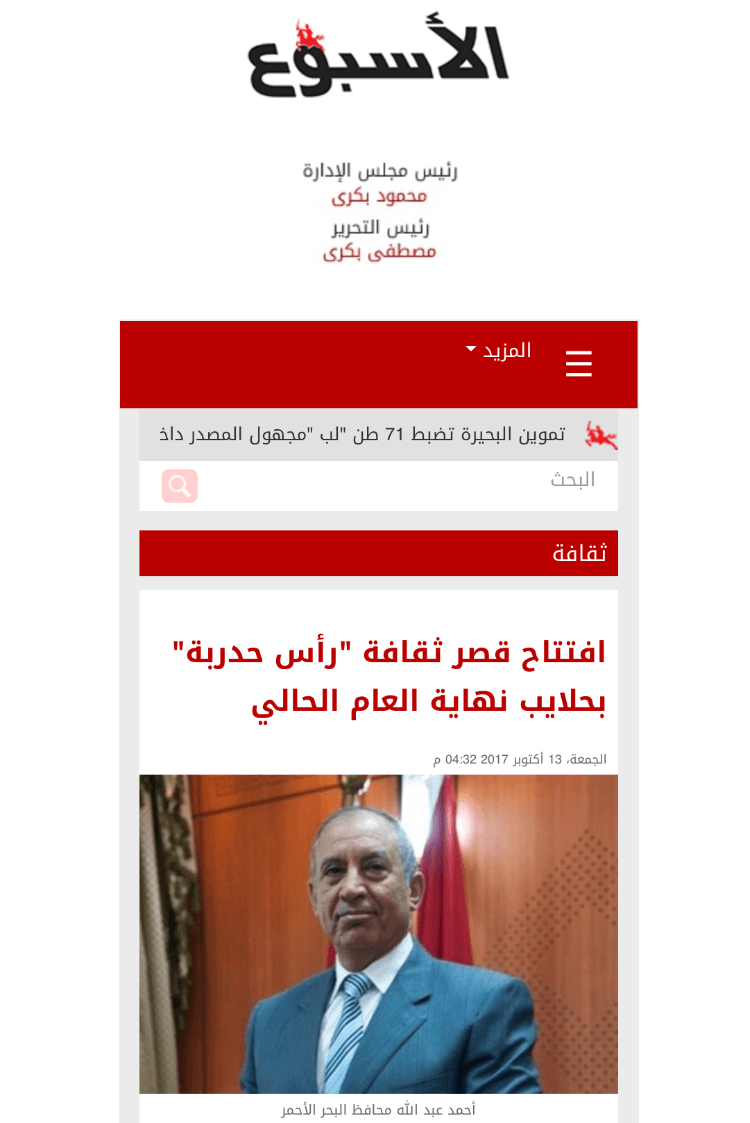 الأسبوع
رئيس مجلس الإدارة
محمود بكرى
رئيس التحرير
مصطفى بكرى
المزيد
تموين البحيرة تضبط 71 طن "لب "مجهول المصدر داخ
البحث
ثقافة
افتتاح قصر ثقافة "رأس حدربة"
بحلايب نهاية العام الحالي
الجمعة، 13 أكتوبر 2017 04:32 م
أحمد عبد الله محافظ البحر الأحمر